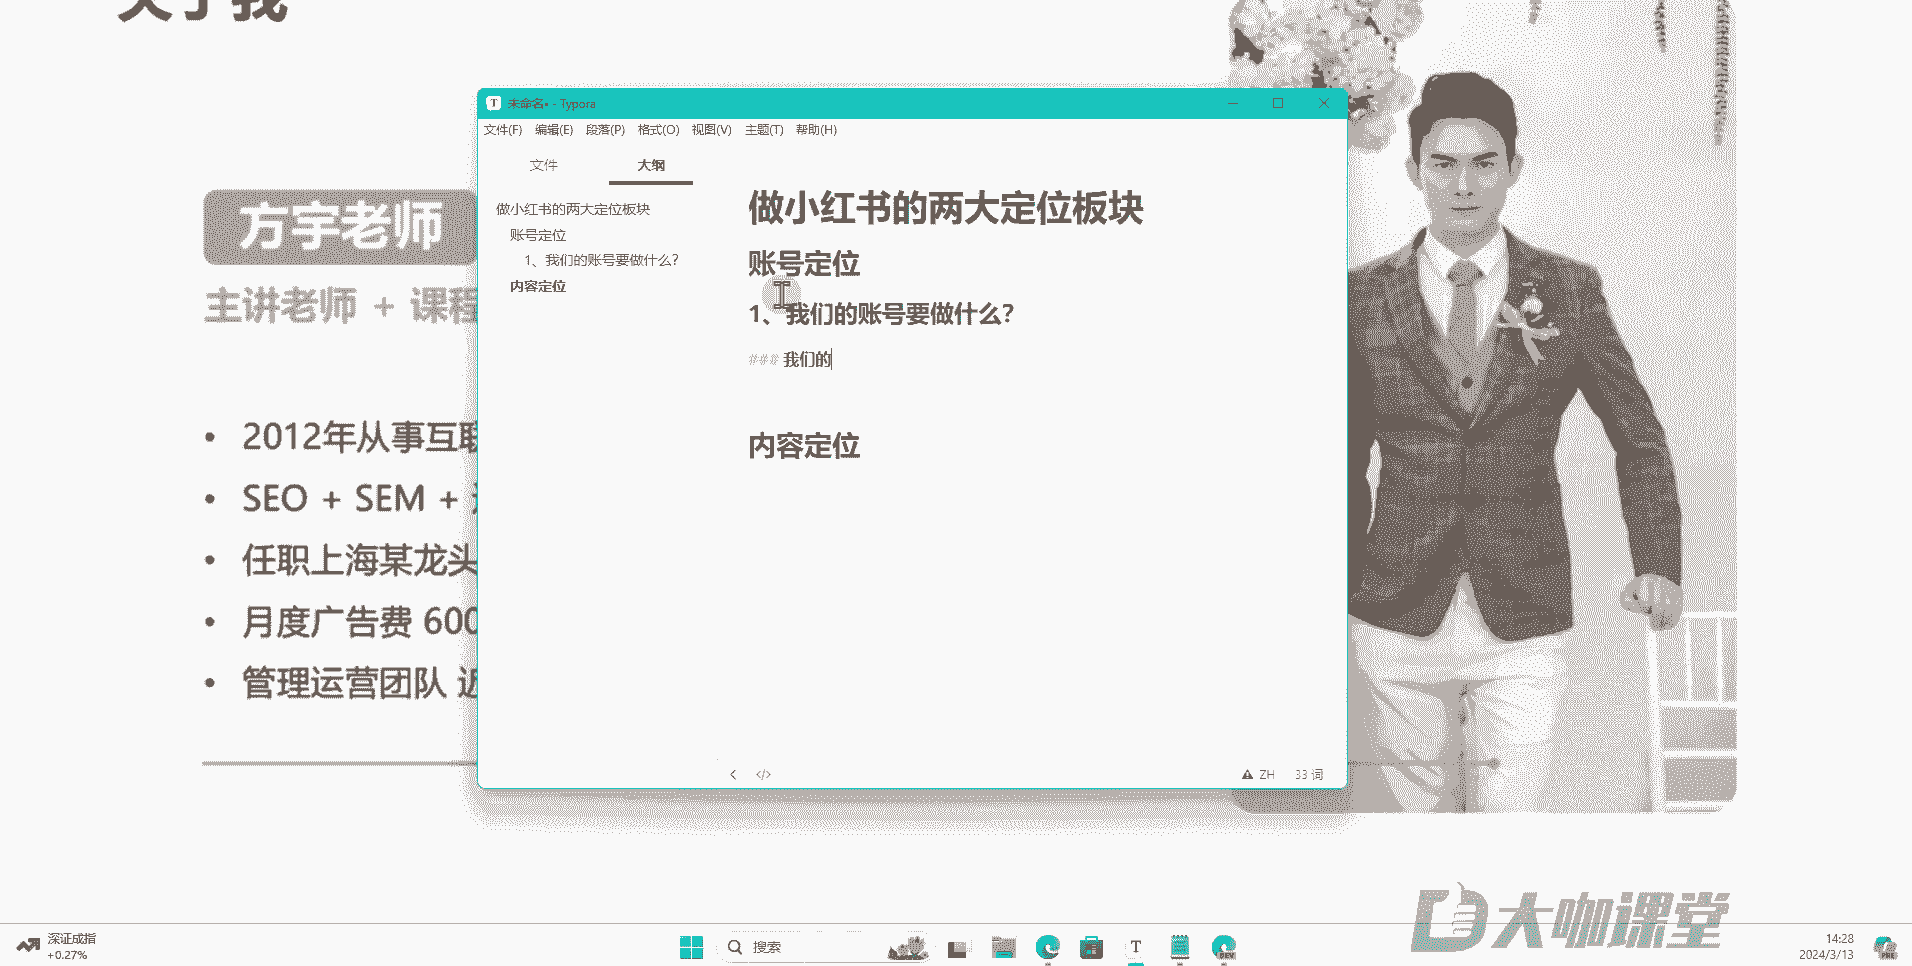 关于我
方宇老师
主讲老师 + 课程
2012年从事互联
SEO + SEM +
任职上海某龙头
月度广告费 600
管理运营团队 近
未命名• - Typora
文件(F) 编辑(E) 段落(P) 格式(O) 视图(V) 主题(T) 帮助(H)
文件 大纲
做小红书的两大定位板块
账号定位
1、我们的账号要做什么？
内容定位
做小红书的两大定位板块
账号定位
1、我们的账号要做什么？
### 我们的
内容定位
</> ZH 33 词
大咖课堂
深证成指
+0.27%
搜索
T
DEV
14:28
2024/3/13
PRE